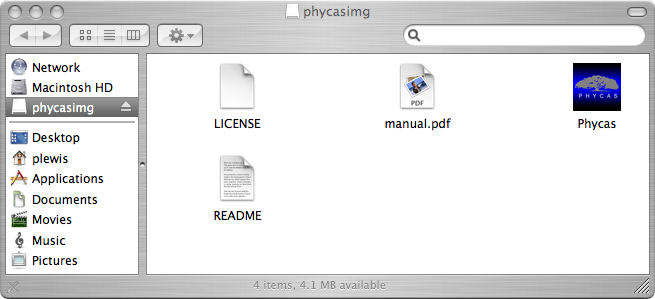 phycasimg
Network
Macintosh HD
phycasimg
Desktop
plewis
Applications
Documents
Movies
Music
Pictures
LICENSE
PDF
manual.pdf
PHYCAS
Phycas
README
4 items, 4.1 MB available